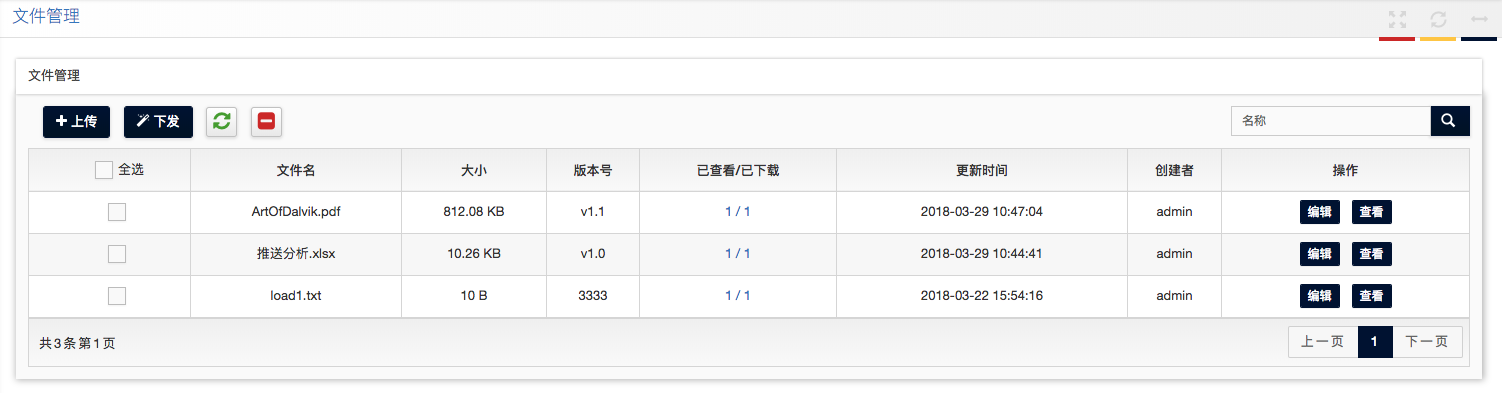 文件管理
文件管理
上传 下发 名称
全选 文件名 大小 版本号 已查看/已下载 更新时间 创建者 操作
ArtOfDalvik.pdf 812.08 KB v1.1 1 / 1 2018-03-29 10:47:04 admin 编辑 查看
推送分析.xlsx 10.26 KB v1.0 1 / 1 2018-03-29 10:44:41 admin 编辑 查看
load1.txt 10 B 3333 1 / 1 2018-03-22 15:54:16 admin 编辑 查看
共3条第1页 上一页 1 下一页